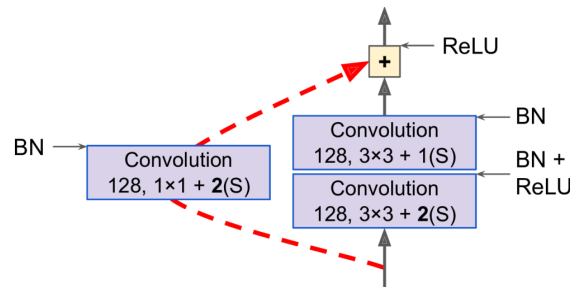 +
ReLU
BN
Convolution
128, 1×1 + 2(S)
Convolution
128, 3×3 + 1(S)
BN
Convolution
128, 3×3 + 2(S)
BN +
ReLU